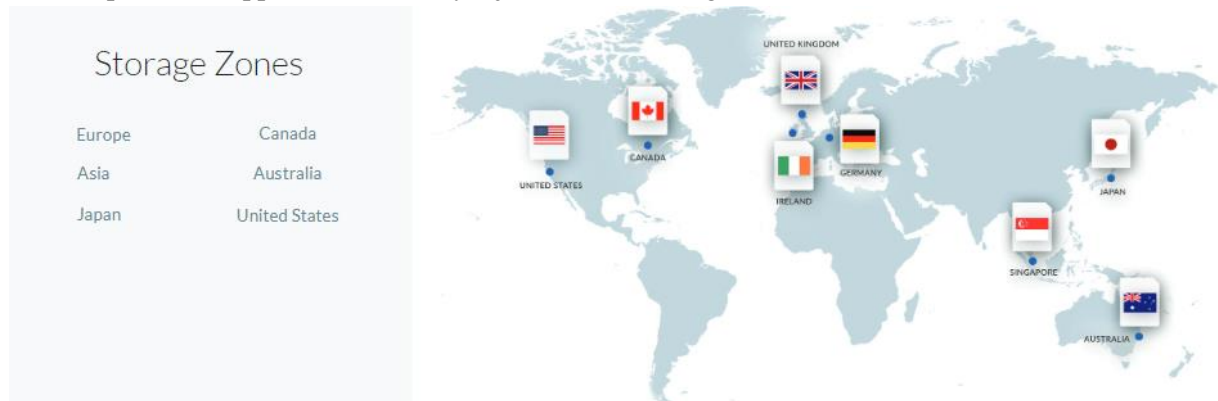 Storage Zones
Europe
Canada
Asia
Australia
Japan
United States
UNITED KINGDOM
CANADA
UNITED STATES
GERMANY
IRELAND
JAPAN
SINGAPORE
AUSTRALIA